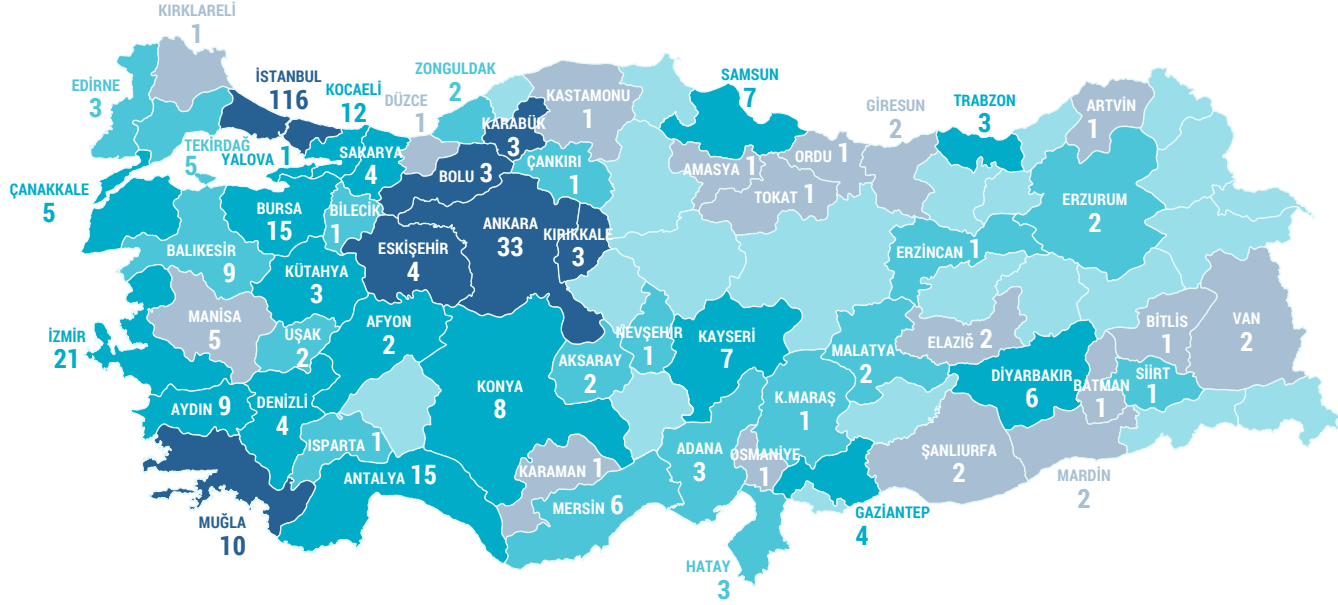 KIRKLARELİ
1
EDİRNE
3
İSTANBUL
116
KOCAELİ
12
DÜZCE
1
ZONGULDAK
2
KARABÜK
3
KASTAMONU
1
SAMSUN
7
GİRESUN
2
TRABZON
3
ARTVİN
1
TEKİRDAĞ
5
YALOVA 1
SAKARYA
4
BOLU 3
ÇANKIRI
1
AMASYA 1
ORDU 1
TOKAT 1
ERZURUM
2
ÇANAKKALE
5
BURSA
15
BİLECİK
1
ESKİŞEHİR
4
ANKARA
33
KIRIKKALE
3
ERZİNCAN 1
BALIKESİR
9
KÜTAHYA
3
MANİSA
5
UŞAK
2
AFYON
2
İZMİR
21
AKSARAY
2
NEVŞEHİR
1
KAYSERİ
7
MALATYA
2
ELAZIĞ 2
BİTLİS
1
VAN
2
DİYARBAKIR
6
BATMAN
1
SİİRT
1
AYDIN 9
DENİZLİ
4
KONYA
8
K.MARAŞ
1
ISPARTA 1
ANTALYA 15
KARAMAN 1
MERSİN 6
ADANA
3
OSMANİYE
1
ŞANLIURFA
2
MARDİN
2
MUĞLA
10
GAZİANTEP
4
HATAY
3